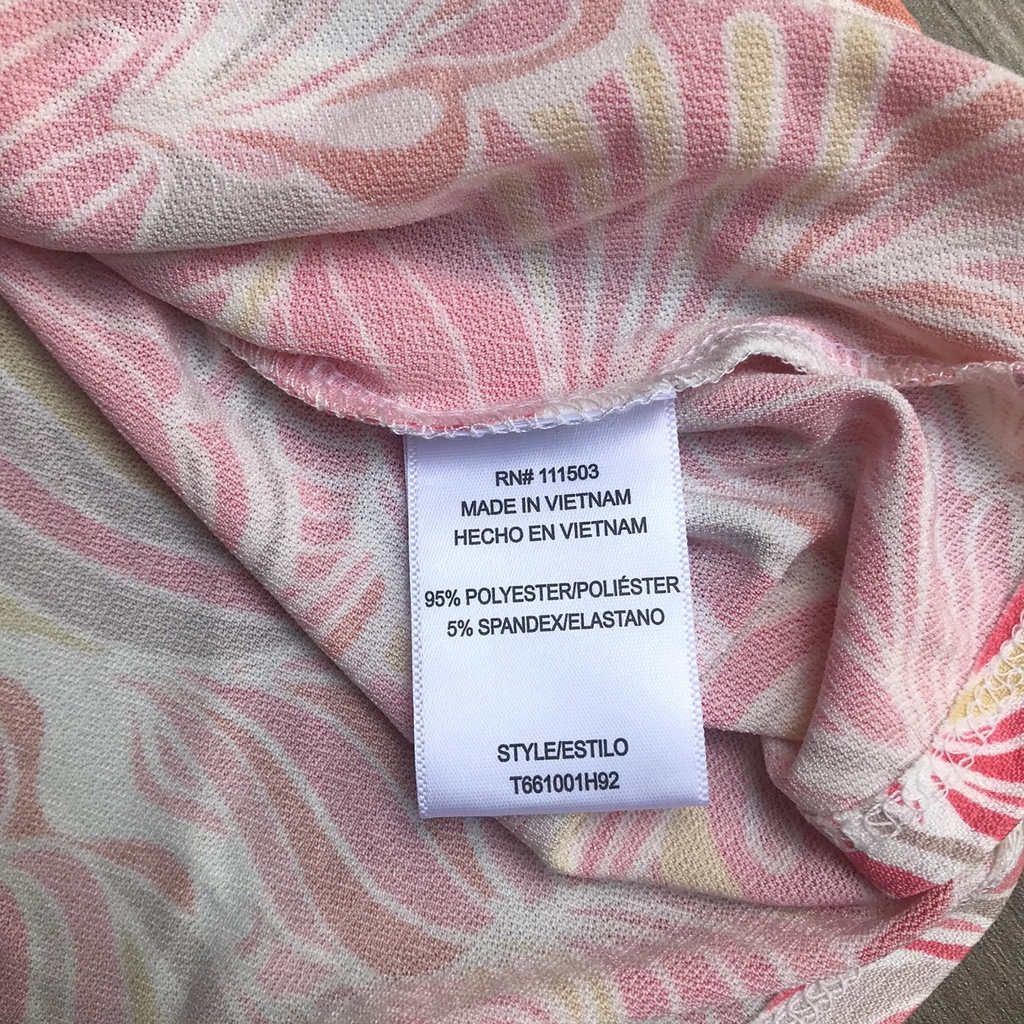 RN# 111503
MADE IN VIETNAM
HECHO EN VIETNAM
95% POLYESTER/POLIÉSTER
5% SPANDEX/ELASTANO
STYLE/ESTILO
T661001H92